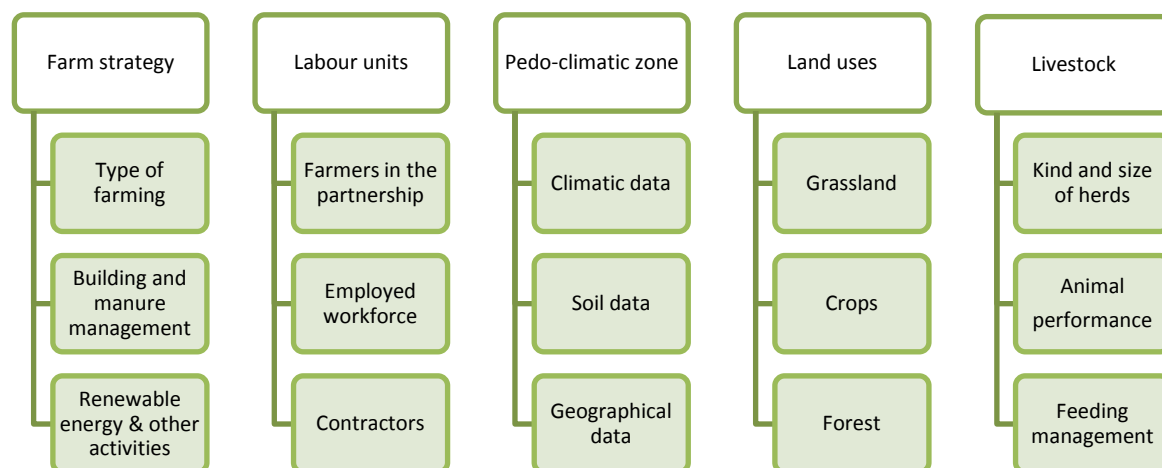 Farm strategy
Type of
farming
Building and
manure
management
Renewable
energy & other
activities
Labour units
Farmers in the
partnership
Employed
workforce
Contractors
Pedo-climatic zone
Climatic data
Soil data
Geographical
data
Land uses
Grassland
Crops
Forest
Livestock
Kind and size
of herds
Animal
performance
Feeding
management